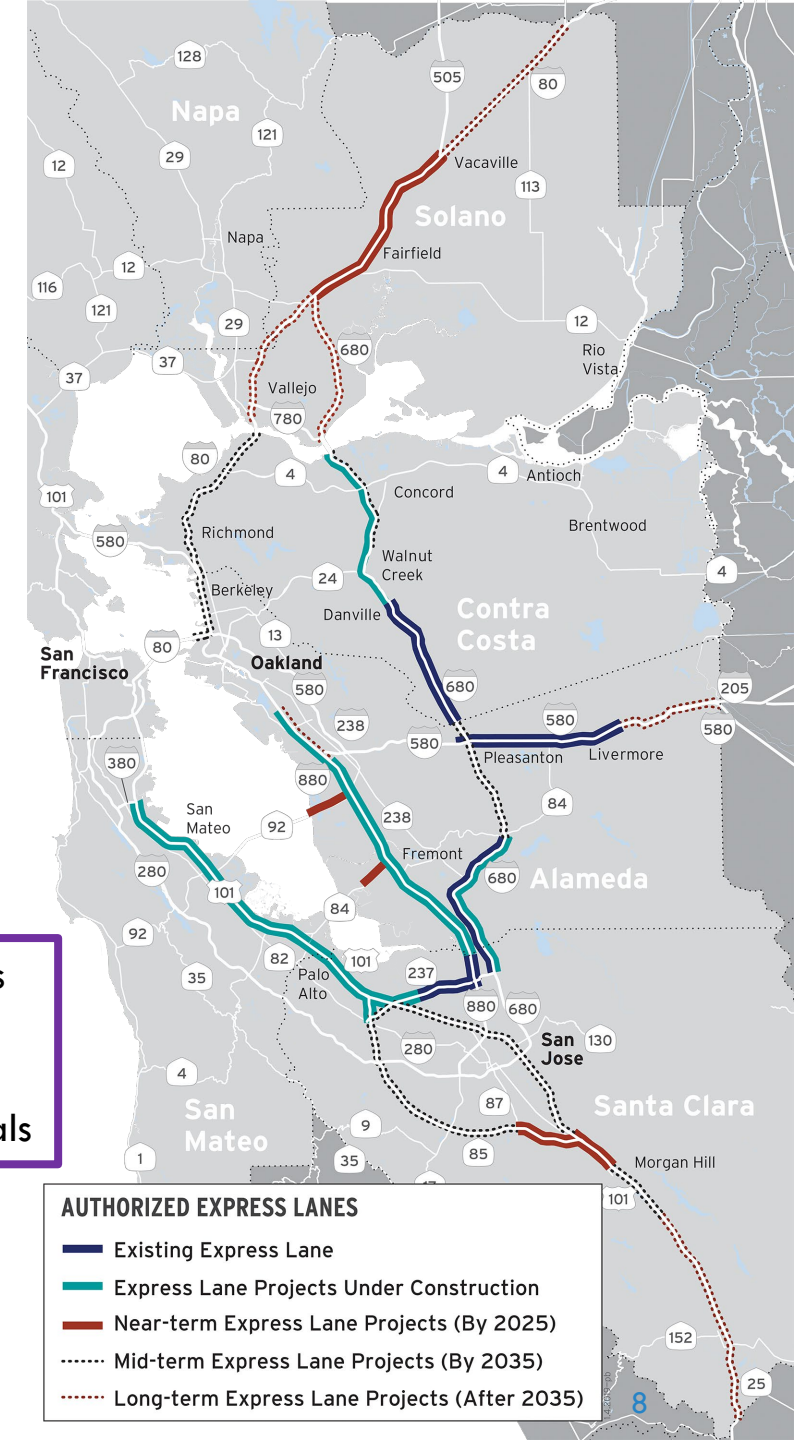 128
505
80
Napa
121
29
Vacaville
12
113
Solano
Napa
Fairfield
12
116
121
29
12
680
Rio
Vista
37
37
Vallejo
780
80
4
4
Antioch
101
Concord
Brentwood
Richmond
580
Walnut
Creek
24
4
Berkeley
Danville
Contra
Costa
13
80
San
Francisco
Oakland
580
680
205
238
580
580
580
Pleasanton
Livermore
380
880
84
San
Mateo
238
92
Fremont
280
680
Alameda
101
84
92
82
101
s
35
Palo
Alto
237
880
680
San
Jose
130
280
4
87
Santa Clara
San
Mateo
9
als
85
1
35
Morgan Hill
17
101
AUTHORIZED EXPRESS LANES
Existing Express Lane
Express Lane Projects Under Construction
Near-term Express Lane Projects (By 2025)
Mid-term Express Lane Projects (By 2035)
Long-term Express Lane Projects (After 2035)
152
25
8